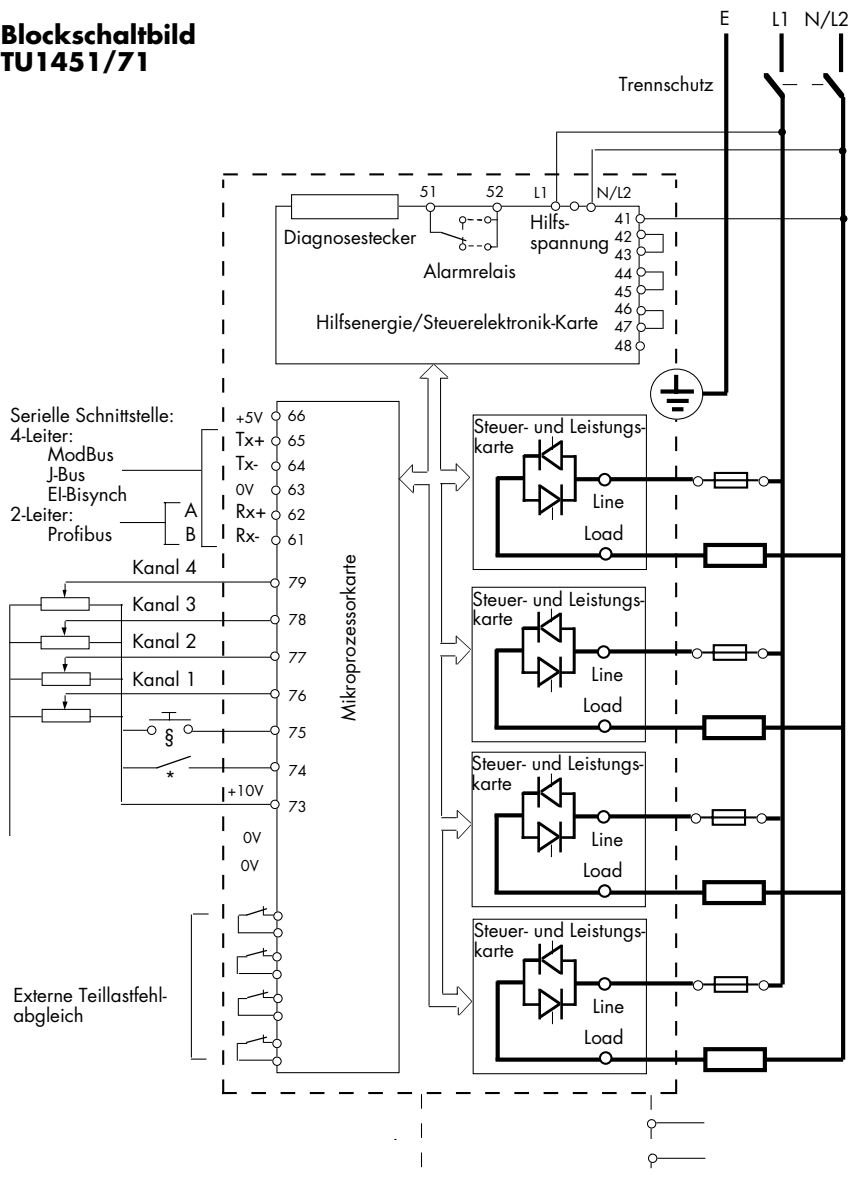 Blockschaltbild
TU1451/71
E
L1
N/L2
Trennschutz
51
52
L1
N/L2
41
42
43
44
45
46
47
48
Diagnosestecker
Hilfs-
spannung
Alarmrelais
Hilfsenergie/Steuerelektronik-Karte
Serielle Schnittstelle:
4-Leiter:
ModBus
J-Bus
EI-Bisynch
2-Leiter:
Profibus
A
B
+5V
66
Tx+
65
Tx-
64
0V
63
Rx+
62
Rx-
61
Kanal 4
79
Kanal 3
78
Kanal 2
77
Kanal 1
76
§
75
*
74
+10V
73
0V
0V
Mikroprozessorkarte
Externe Teillastfehl-
abgleich
Steuer- und Leistungs-
karte
Line
Load
Steuer- und Leistungs-
karte
Line
Load
Steuer- und Leistungs-
karte
Line
Load
Steuer- und Leistungs-
karte
Line
Load